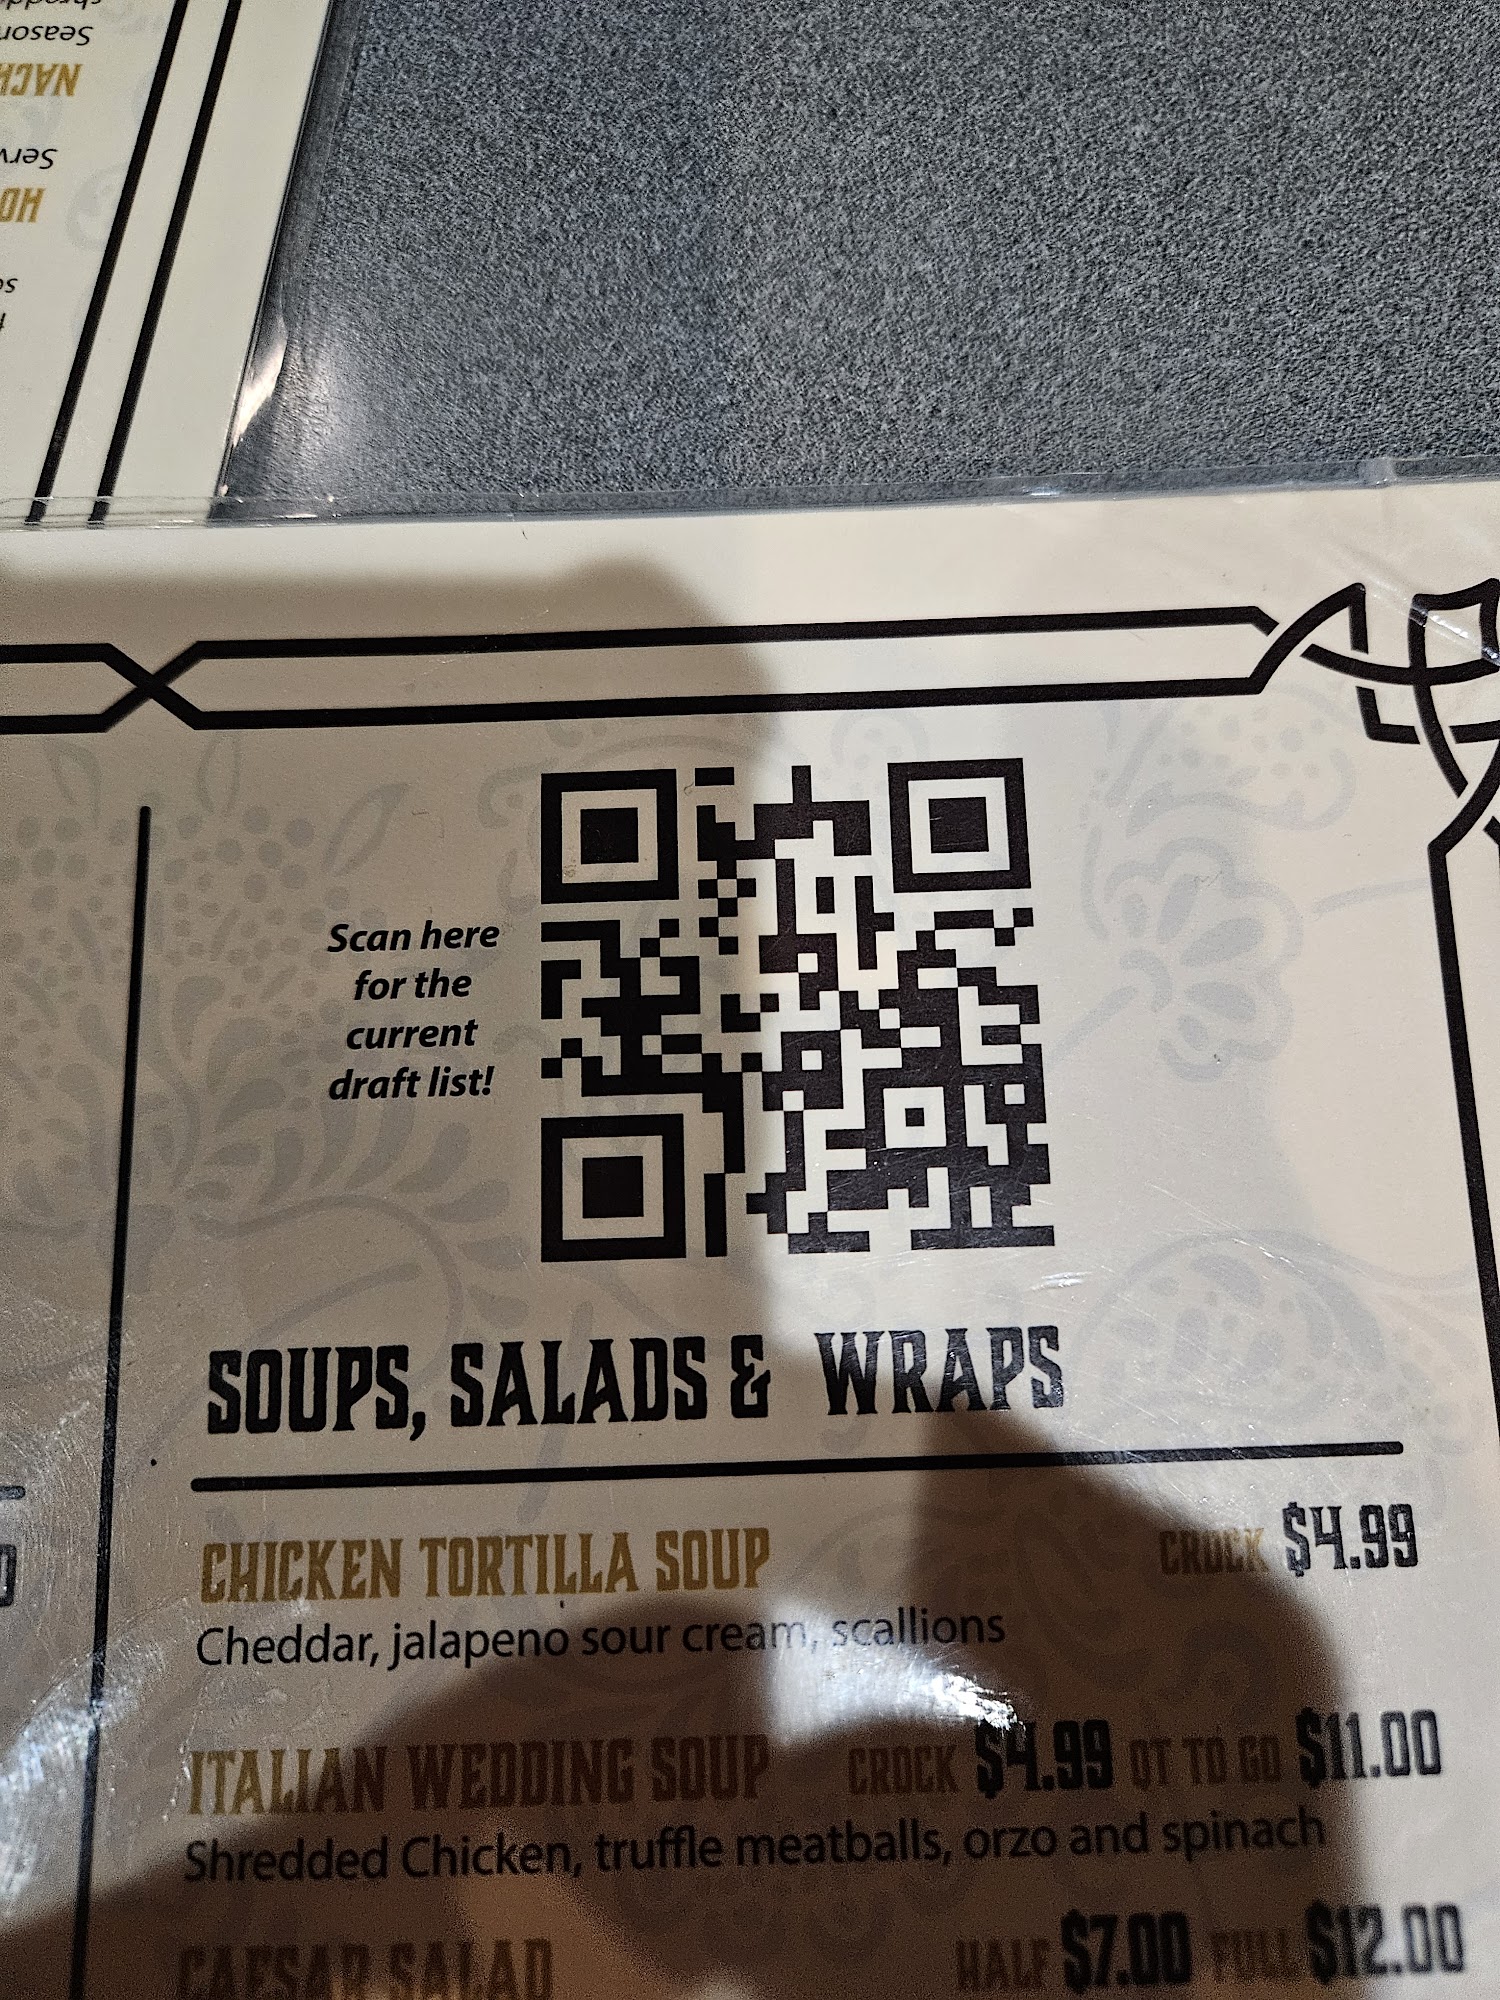 Scan here
for the
current
draft list!
SOUPS, SALADS & WRAPS
CHICKEN TORTILLA SOUP CROCK $4.99
Cheddar, jalapeno sour cream, scallions
ITALIAN WEDDING SOUP CROCK $4.99 QT TO GO $11.00
Shredded Chicken, truffle meatballs, orzo and spinach
CAESAR SALAD HALF $7.00 FULL $12.00